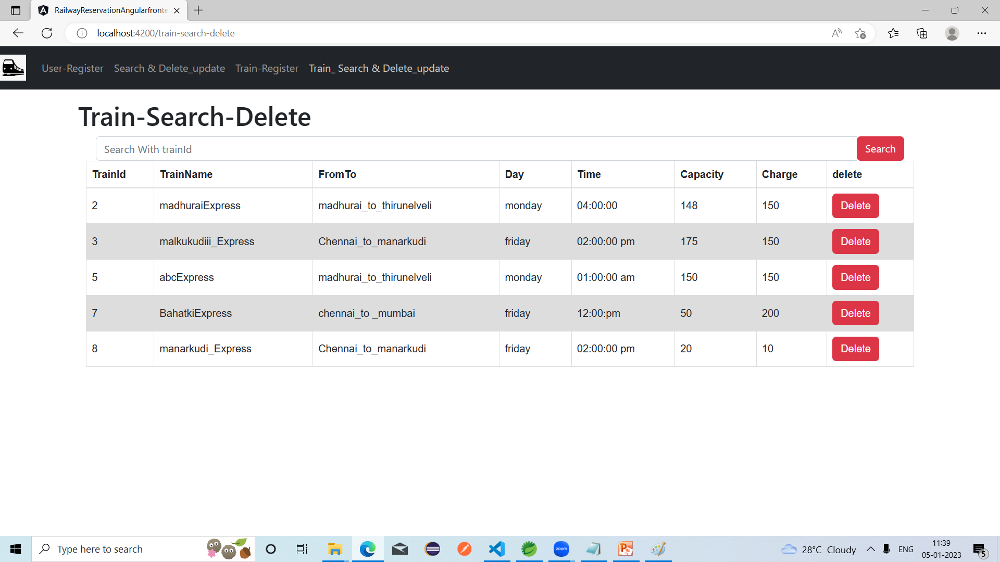 RailwayReservationAngularfronte
localhost:4200/train-search-delete
User-Register Search & Delete_update Train-Register Train_ Search & Delete_update
Train-Search-Delete
Search With trainId Search
TrainId TrainName FromTo Day Time Capacity Charge delete
2 madhuraiExpress madhurai_to_thirunelveli monday 04:00:00 148 150 Delete
3 malkukudiii_Express Chennai_to_manarkudi friday 02:00:00 pm 175 150 Delete
5 abcExpress madhurai_to_thirunelveli monday 01:00:00 am 150 150 Delete
7 BahatkiExpress chennai_to _mumbai friday 12:00:pm 50 200 Delete
8 manarkudi_Express Chennai_to_manarkudi friday 02:00:00 pm 20 10 Delete
Type here to search zoom 28°C Cloudy ENG 11:39
05-01-2023 5